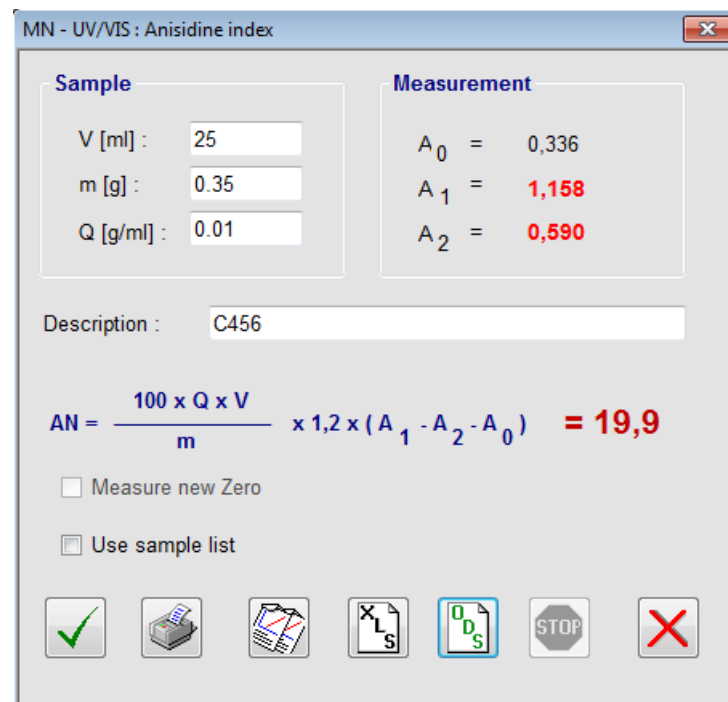 MN - UV/VIS : Anisidine index
Sample
V [ml] : 25
m [g] : 0.35
Q [g/ml] : 0.01
Measurement
A0 = 0,336
A1 = 1,158
A2 = 0,590
Description : C456
AN = 100 x Q x V / m x 1,2 x ( A1 - A2 - A0 ) = 19,9
Measure new Zero
Use sample list
XLS
ODS
STOP